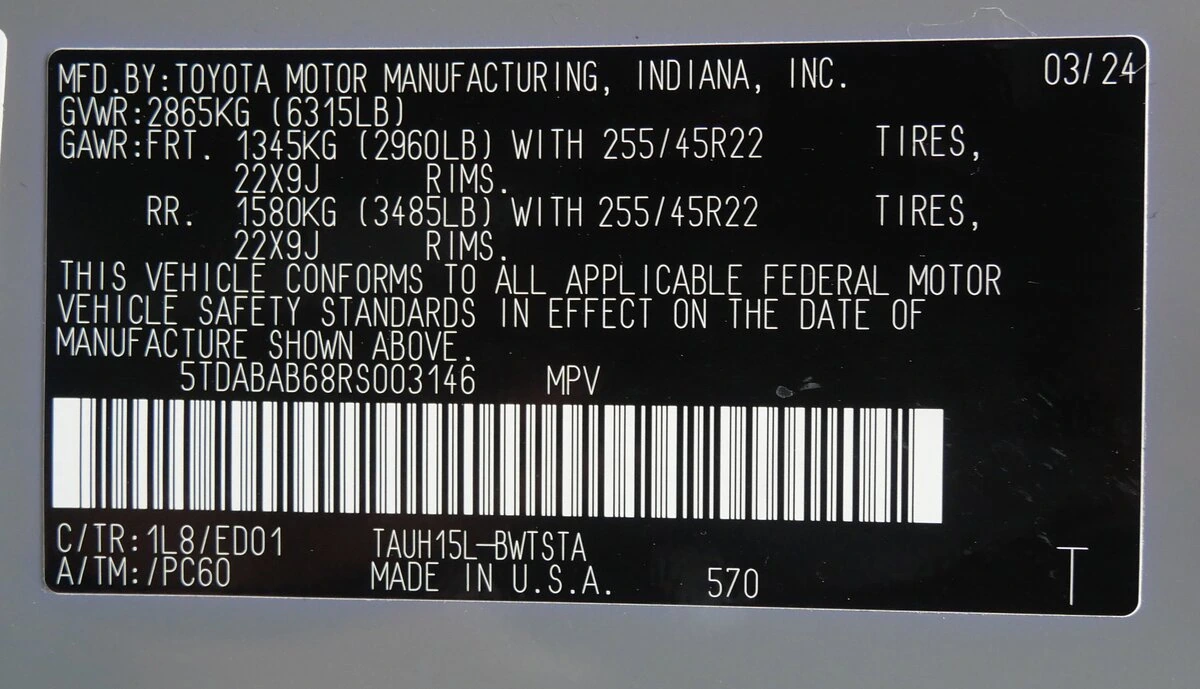 MFD.BY:TOYOTA MOTOR MANUFACTURING, INDIANA, INC. 03/24
GVWR:2865KG (6315LB)
GAWR:FRT. 1345KG (2960LB) WITH 255/45R22 TIRES,
22X9J RIMS.
RR. 1580KG (3485LB) WITH 255/45R22 TIRES,
22X9J RIMS.
THIS VEHICLE CONFORMS TO ALL APPLICABLE FEDERAL MOTOR
VEHICLE SAFETY STANDARDS IN EFFECT ON THE DATE OF
MANUFACTURE SHOWN ABOVE.
5TDABAB68RS003146 MPV
C/TR:1L8/ED01 TAUH15L-BWTSTA
A/TM:/PC60 MADE IN U.S.A. 570 T